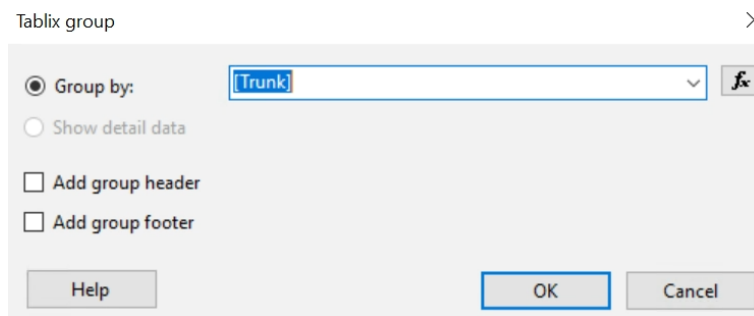 Tablix group
Group by: [Trunk] fx
Show detail data
Add group header
Add group footer
Help OK Cancel